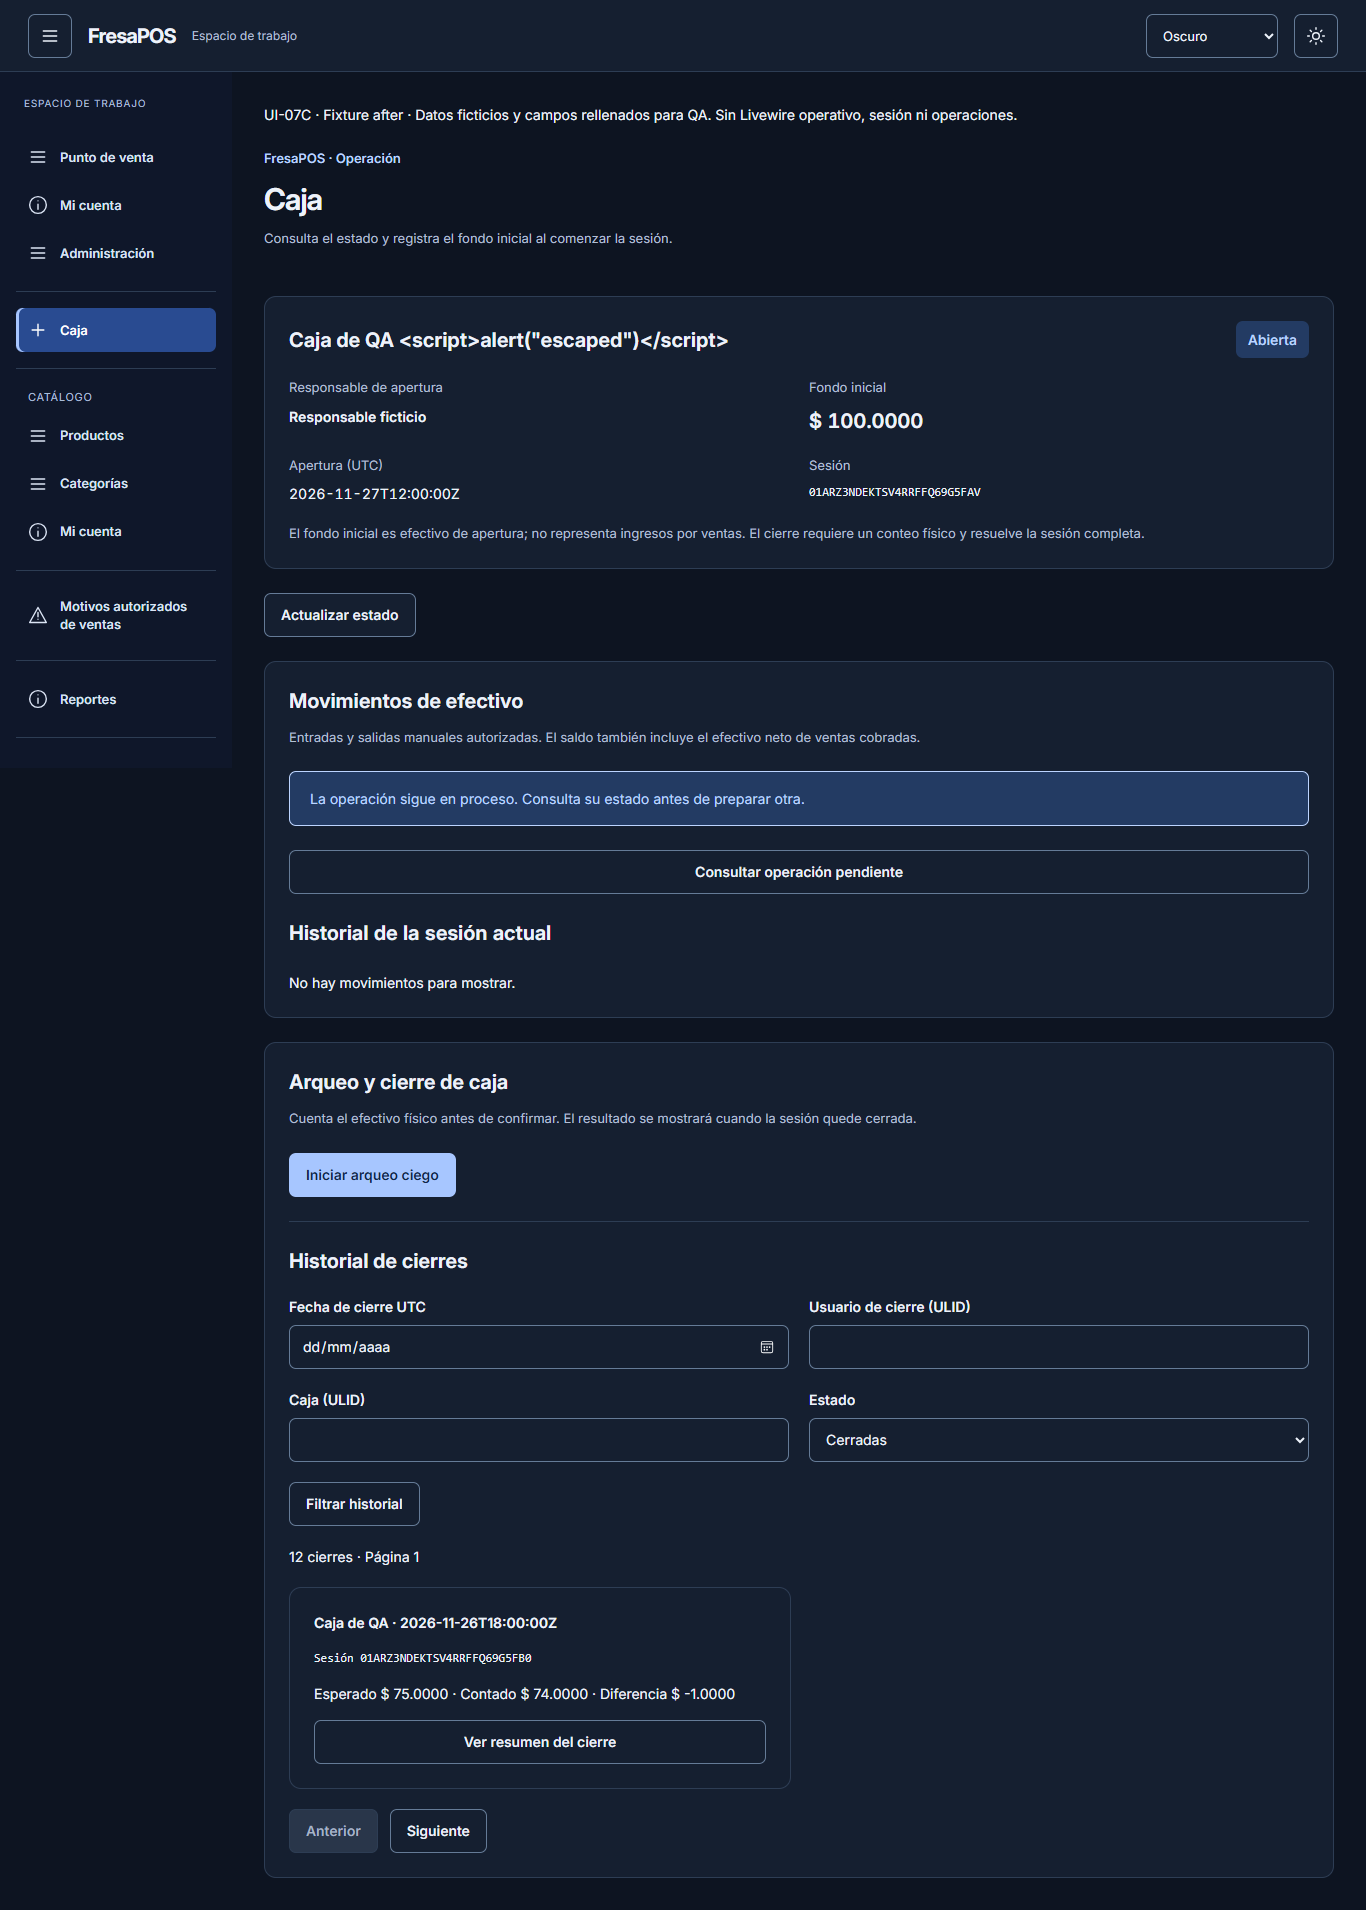 FresaPOS
Espacio de trabajo
Oscuro
ESPACIO DE TRABAJO
Punto de venta
Mi cuenta
Administración
Caja
CATÁLOGO
Productos
Categorías
Mi cuenta
Motivos autorizados
de ventas
Reportes
UI-07C · Fixture after · Datos ficticios y campos rellenados para QA. Sin Livewire operativo, sesión ni operaciones.
FresaPOS · Operación
Caja
Consulta el estado y registra el fondo inicial al comenzar la sesión.
Caja de QA <script>alert("escaped")</script>
Abierta
Responsable de apertura
Responsable ficticio
Fondo inicial
$ 100.0000
Apertura (UTC)
2026-11-27T12:00:00Z
Sesión
01ARZ3NDEKTSV4RRFFQ69G5FAV
El fondo inicial es efectivo de apertura; no representa ingresos por ventas. El cierre requiere un conteo físico y resuelve la sesión completa.
Actualizar estado
Movimientos de efectivo
Entradas y salidas manuales autorizadas. El saldo también incluye el efectivo neto de ventas cobradas.
La operación sigue en proceso. Consulta su estado antes de preparar otra.
Consultar operación pendiente
Historial de la sesión actual
No hay movimientos para mostrar.
Arqueo y cierre de caja
Cuenta el efectivo físico antes de confirmar. El resultado se mostrará cuando la sesión quede cerrada.
Iniciar arqueo ciego
Historial de cierres
Fecha de cierre UTC
dd/mm/aaaa
Usuario de cierre (ULID)
Caja (ULID)
Estado
Cerradas
Filtrar historial
12 cierres · Página 1
Caja de QA · 2026-11-26T18:00:00Z
Sesión 01ARZ3NDEKTSV4RRFFQ69G5FB0
Esperado $ 75.0000 · Contado $ 74.0000 · Diferencia $ -1.0000
Ver resumen del cierre
Anterior
Siguiente